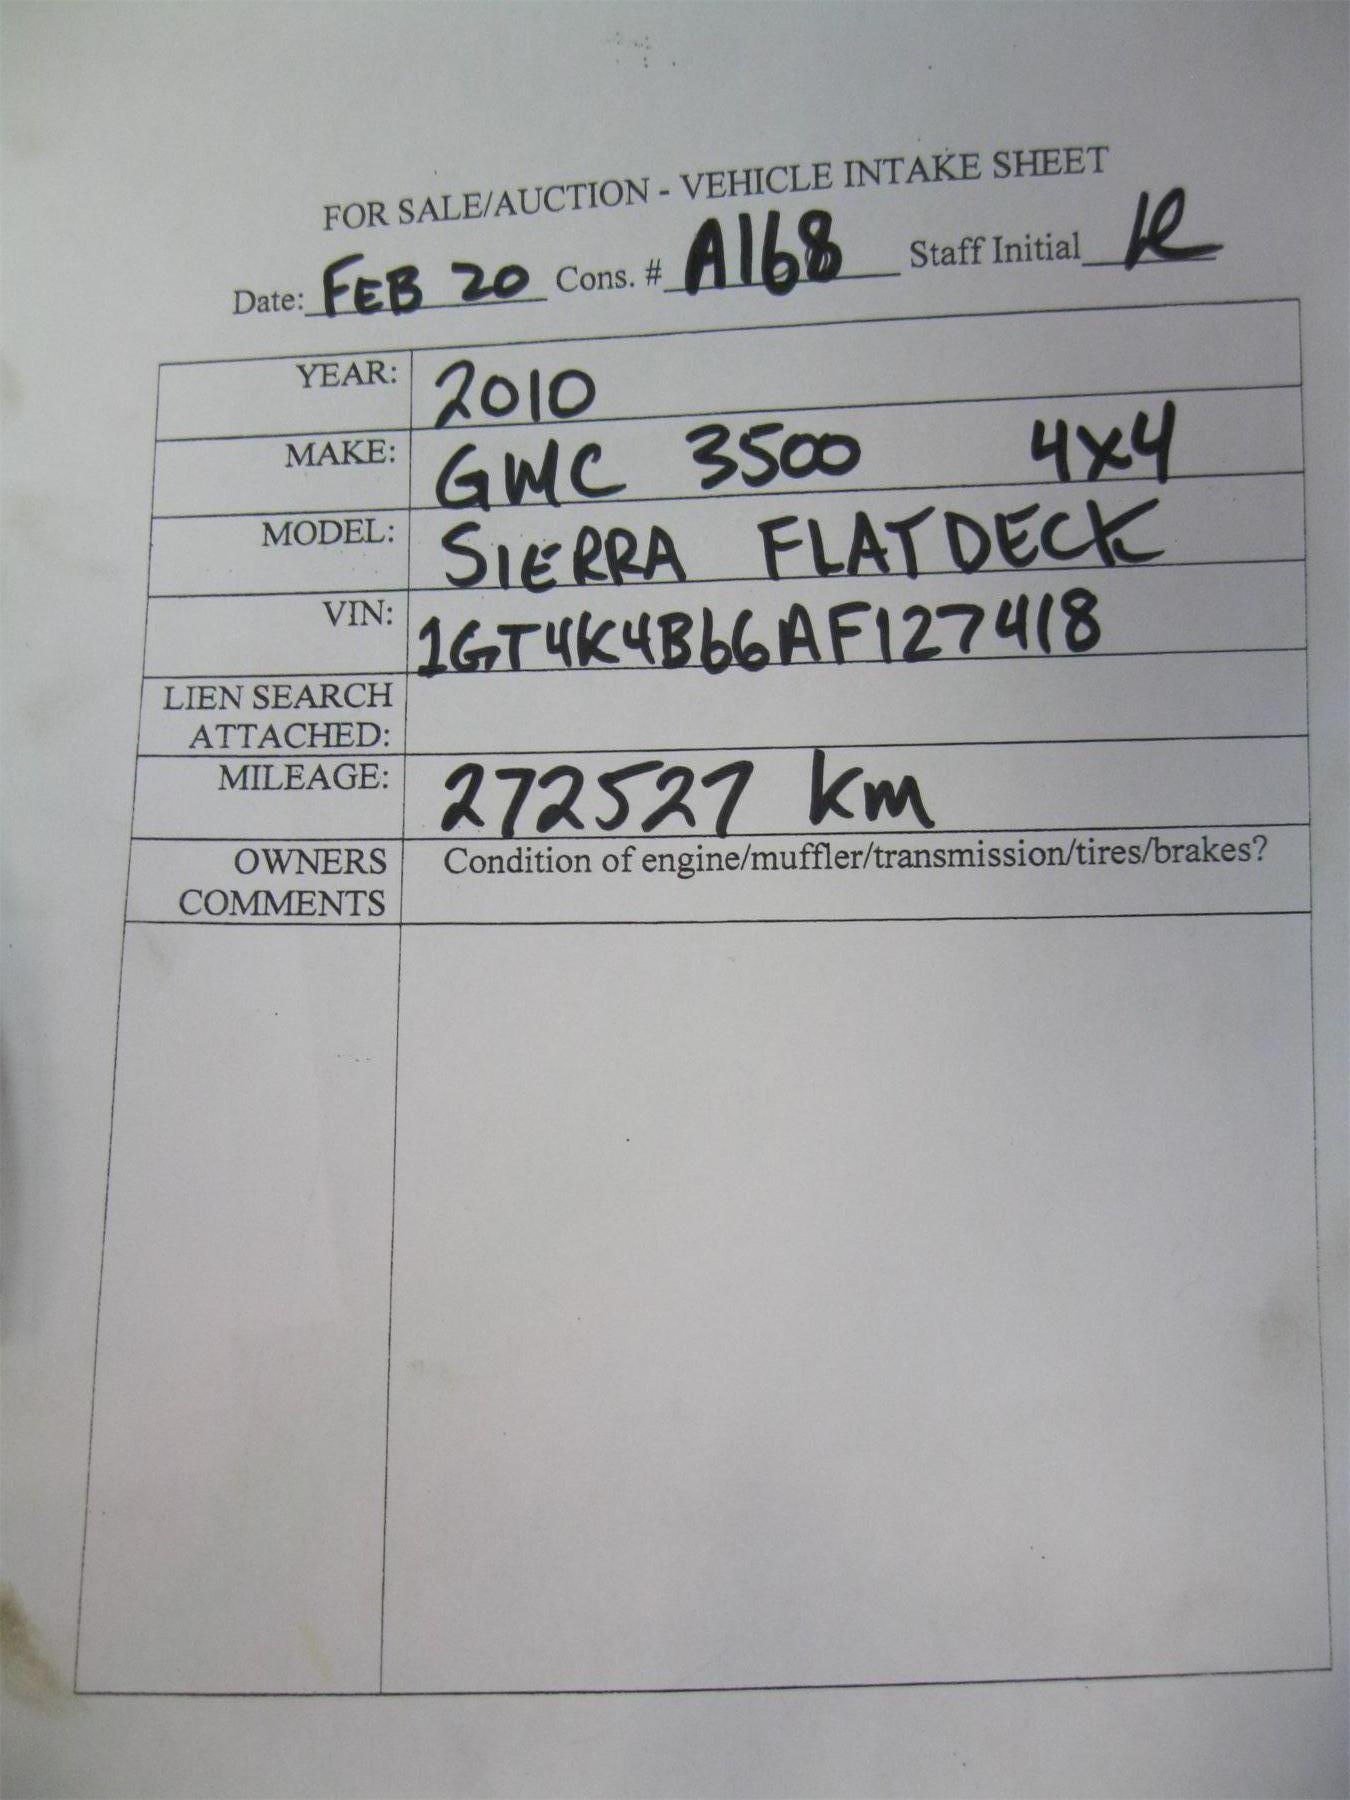 FOR SALE/AUCTION - VEHICLE INTAKE SHEET
Date: FEB 20 Cons. # A168 Staff Initial
YEAR: 2010
MAKE: GMC 3500 4x4
MODEL: SIERRA FLATDECK
VIN: 1GT4K4B66AF127418
LIEN SEARCH
ATTACHED:
MILEAGE: 272527 km
OWNERS
COMMENTS
Condition of engine/muffler/transmission/tires/brakes?